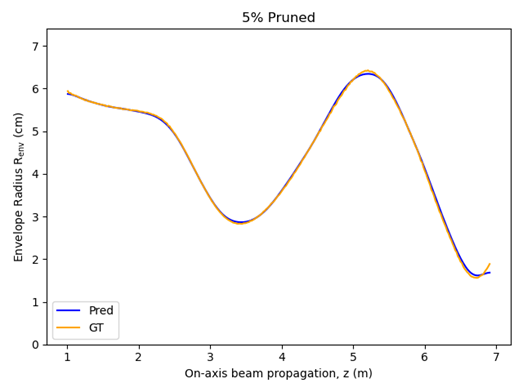 5% Pruned
Envelope Radius Renv (cm)
7
6
5
4
3
2
1
0
Pred
GT
1 2 3 4 5 6 7
On-axis beam propagation, z (m)